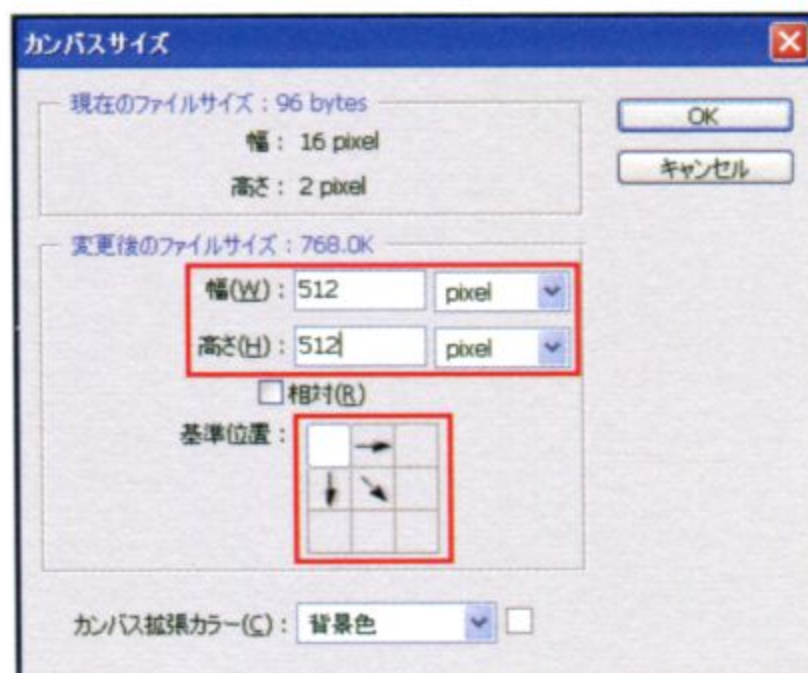 カンバスサイズ
現在のファイルサイズ : 96 bytes
幅 : 16 pixel
高さ : 2 pixel
OK
キャンセル
変更後のファイルサイズ : 768.0K
幅(W) : 512 pixel
高さ(H) : 512 pixel
相対(R)
基準位置 :
カンバス拡張カラー(C) : 背景色